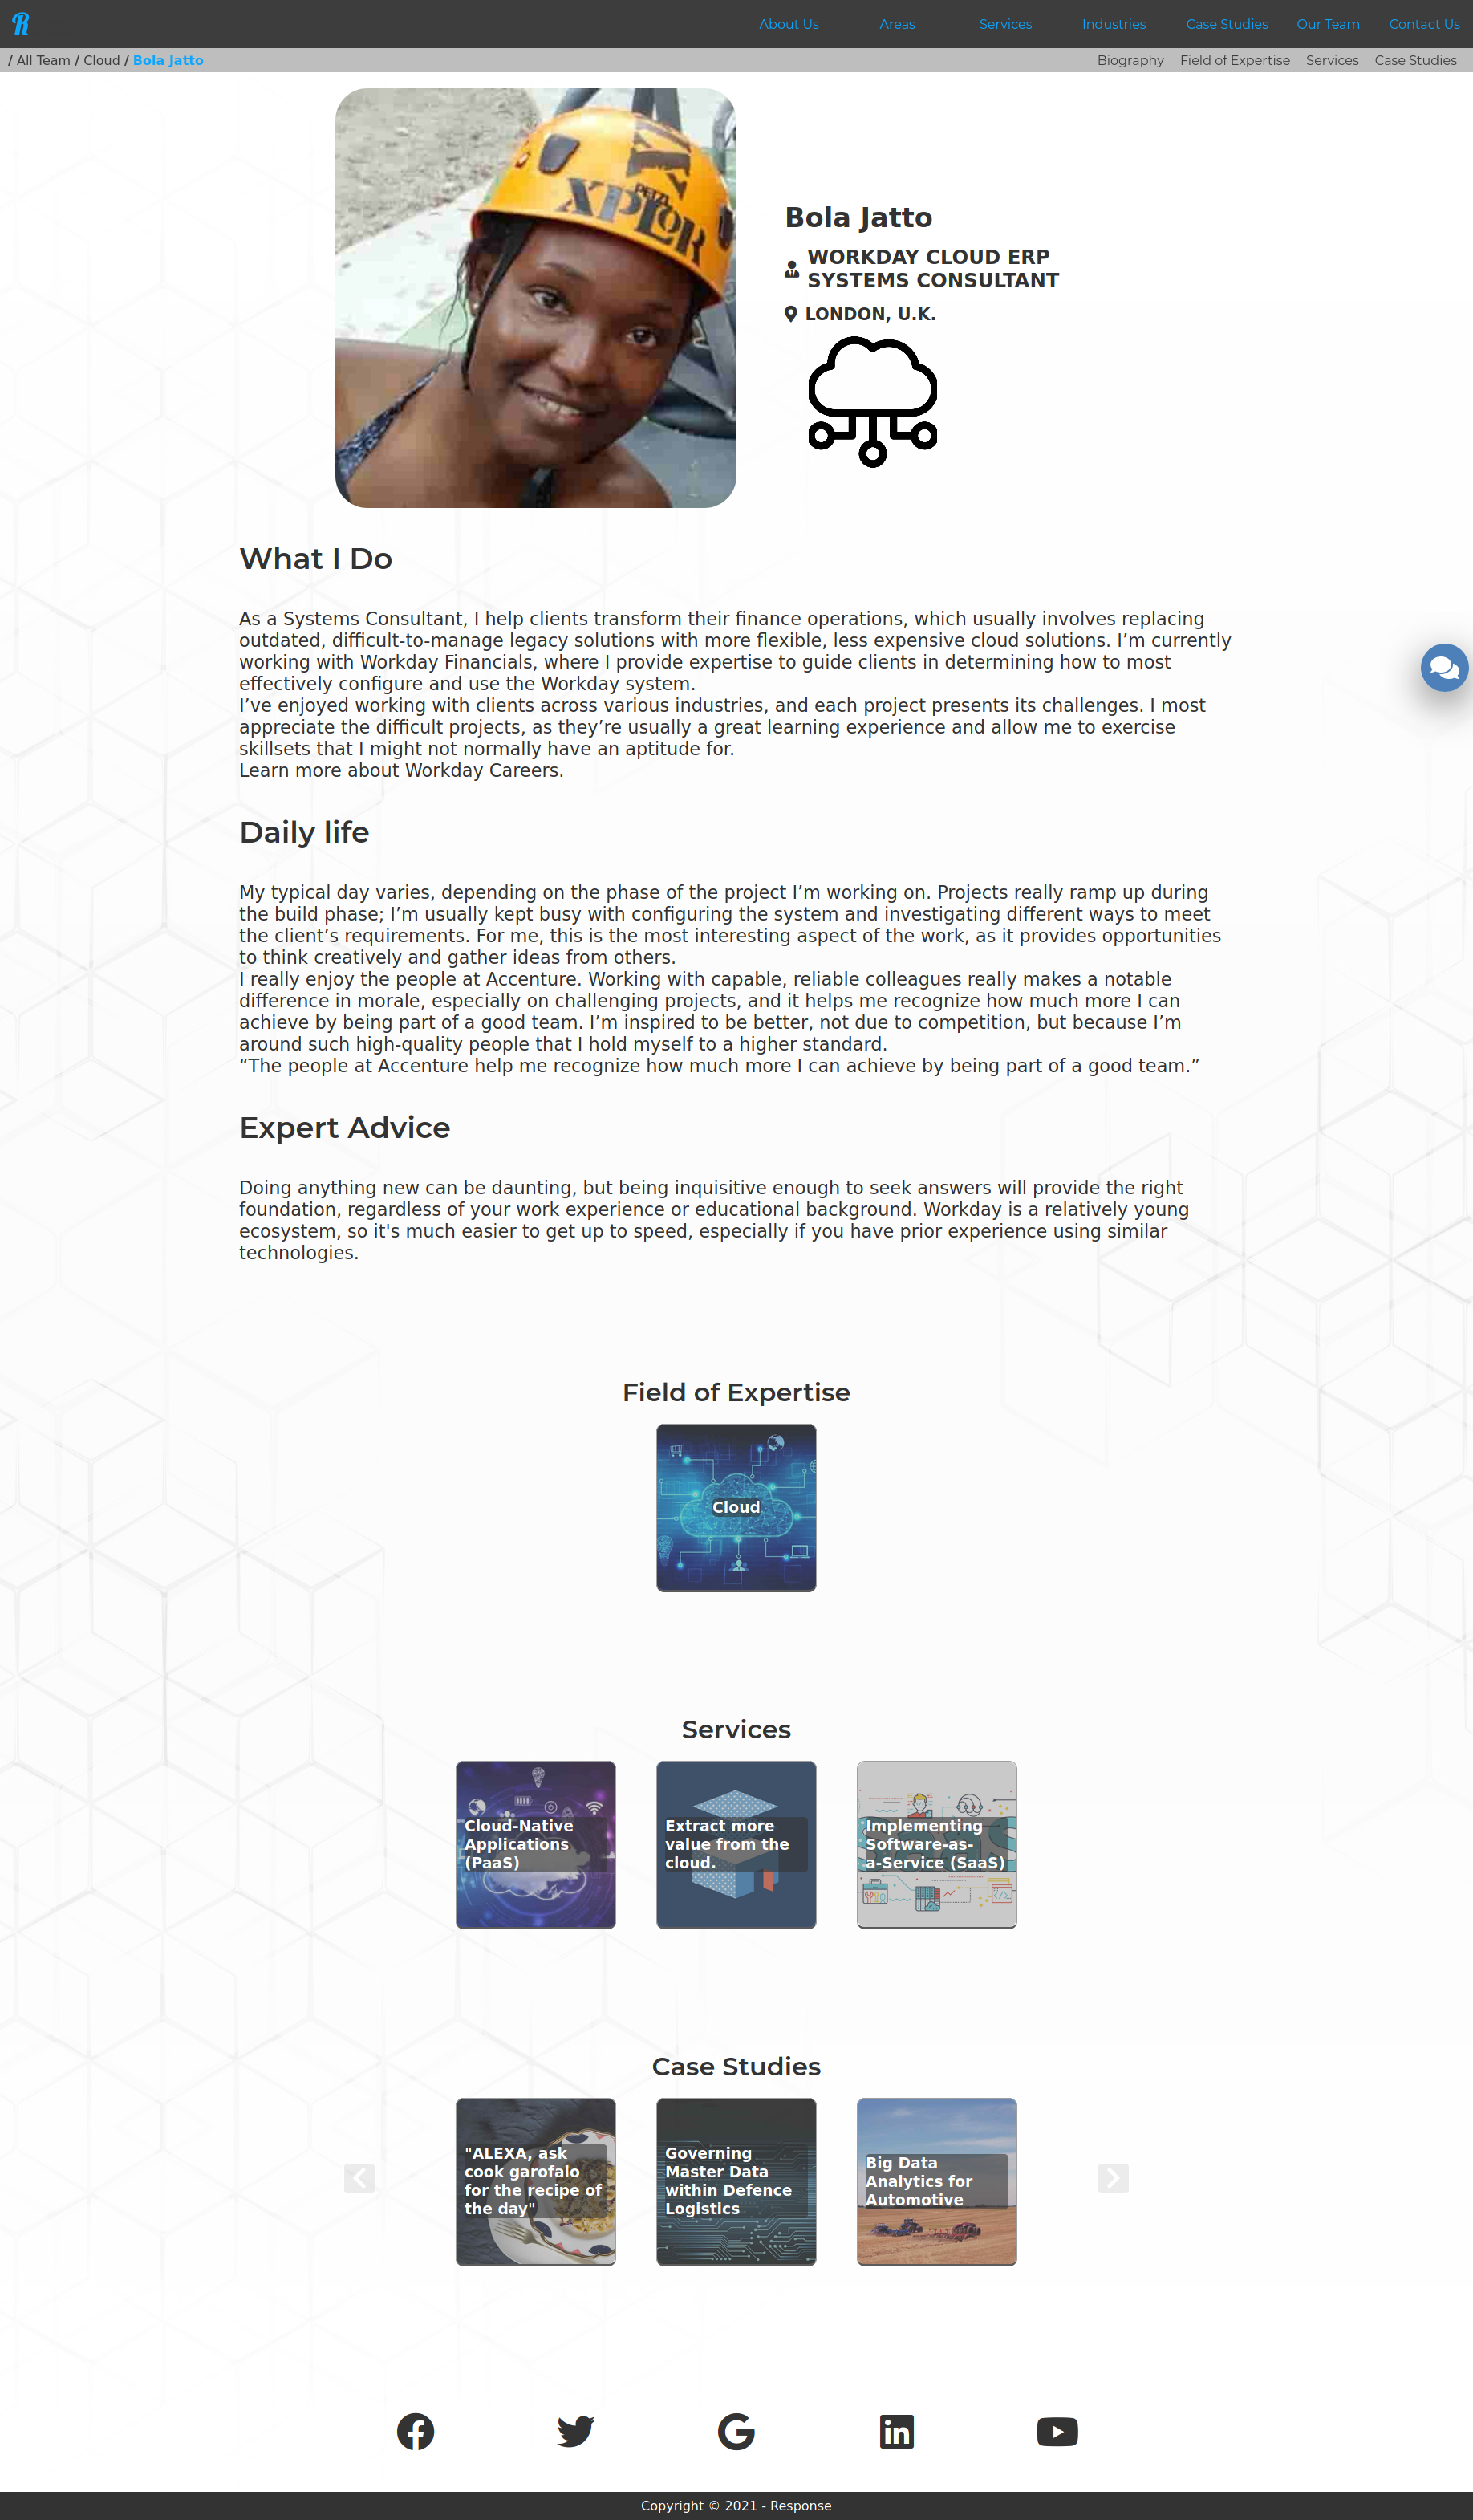 R
About Us Areas Services Industries Case Studies Our Team Contact Us
/ All Team / Cloud / Bola Jatto
Biography Field of Expertise Services Case Studies
PETZL
XPLOR
Bola Jatto
WORKDAY CLOUD ERP
SYSTEMS CONSULTANT
LONDON, U.K.
What I Do
As a Systems Consultant, I help clients transform their finance operations, which usually involves replacing
outdated, difficult-to-manage legacy solutions with more flexible, less expensive cloud solutions. I’m currently
working with Workday Financials, where I provide expertise to guide clients in determining how to most
effectively configure and use the Workday system.
I’ve enjoyed working with clients across various industries, and each project presents its challenges. I most
appreciate the difficult projects, as they’re usually a great learning experience and allow me to exercise
skillsets that I might not normally have an aptitude for.
Learn more about Workday Careers.
Daily life
My typical day varies, depending on the phase of the project I’m working on. Projects really ramp up during
the build phase; I’m usually kept busy with configuring the system and investigating different ways to meet
the client’s requirements. For me, this is the most interesting aspect of the work, as it provides opportunities
to think creatively and gather ideas from others.
I really enjoy the people at Accenture. Working with capable, reliable colleagues really makes a notable
difference in morale, especially on challenging projects, and it helps me recognize how much more I can
achieve by being part of a good team. I’m inspired to be better, not due to competition, but because I’m
around such high-quality people that I hold myself to a higher standard.
“The people at Accenture help me recognize how much more I can achieve by being part of a good team.”
Expert Advice
Doing anything new can be daunting, but being inquisitive enough to seek answers will provide the right
foundation, regardless of your work experience or educational background. Workday is a relatively young
ecosystem, so it's much easier to get up to speed, especially if you have prior experience using similar
technologies.
Field of Expertise
Cloud
Services
Cloud-Native
Applications
(PaaS)
Extract more
value from the
cloud.
Implementing
Software-as-
a-Service (SaaS)
Case Studies
"ALEXA, ask
cook garofalo
for the recipe of
the day"
Governing
Master Data
within Defence
Logistics
Big Data
Analytics for
Automotive
Copyright © 2021 - Response